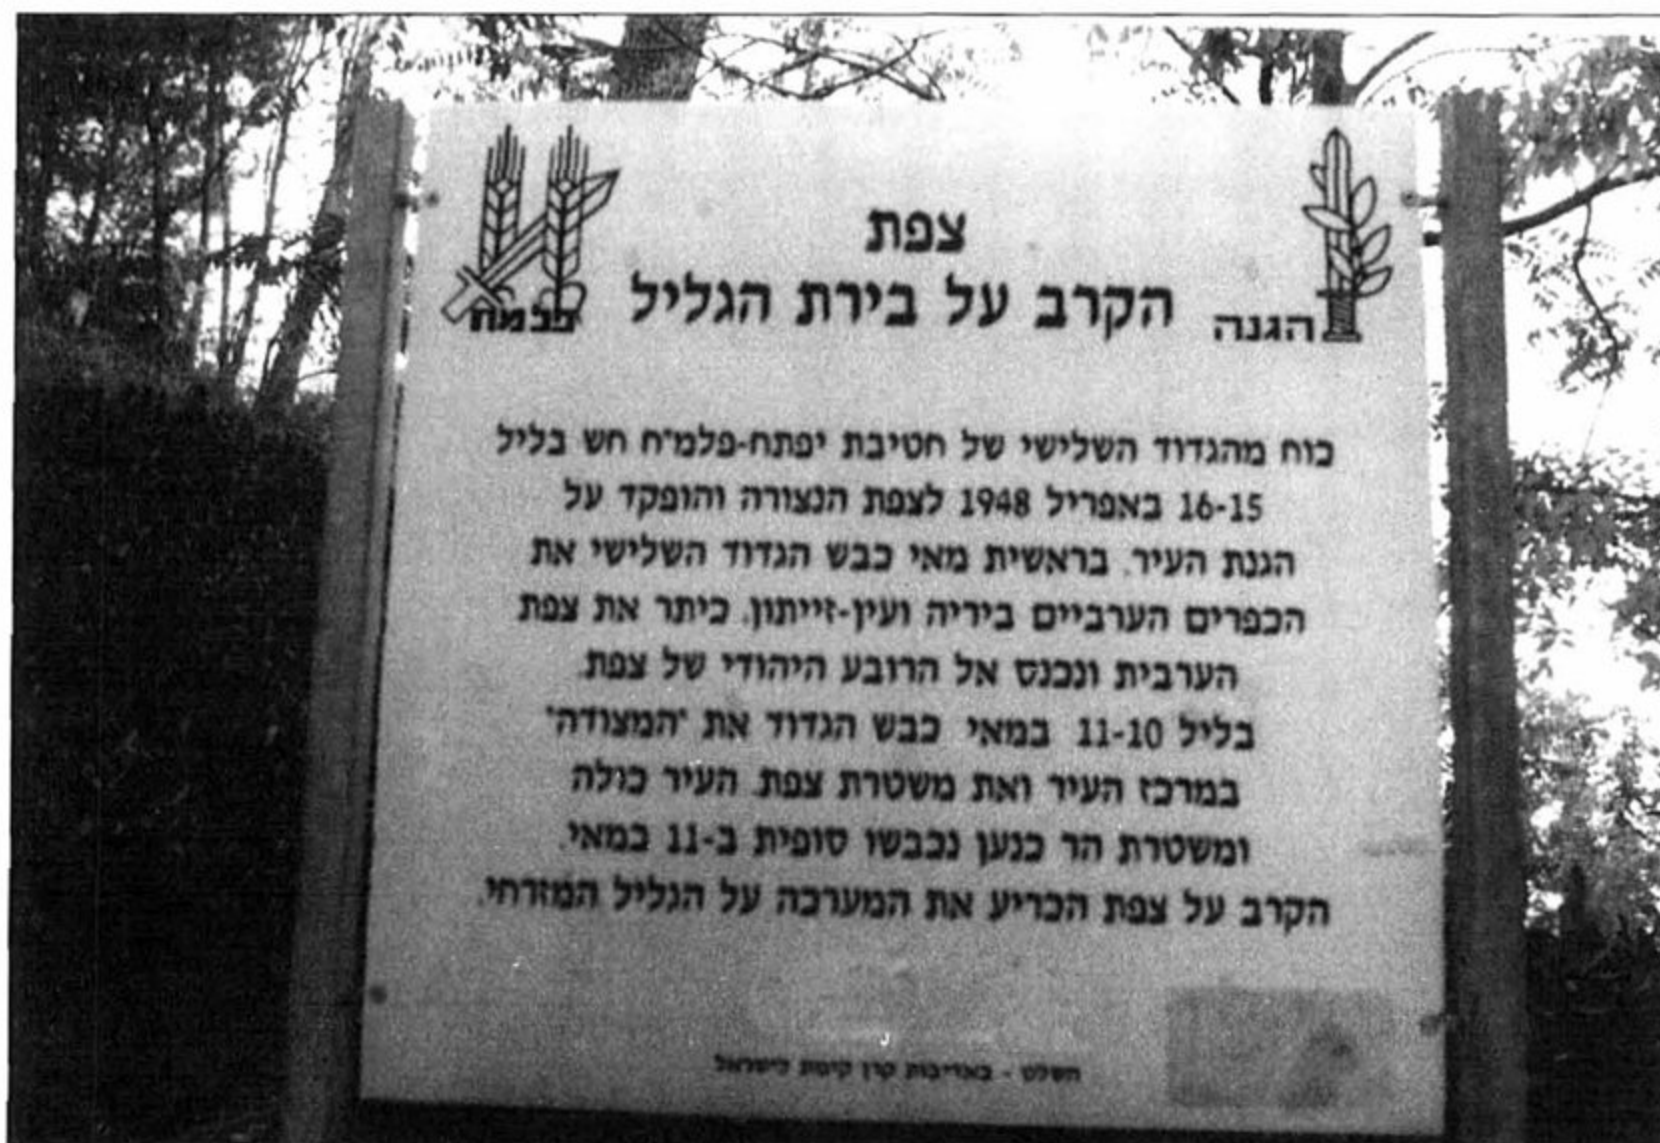 צפת
הקרב על בירת הגליל
הגנה
פלמח
כוח מהגדוד השלישי של חטיבת יפתח-פלמ"ח חש בליל
16-15 באפריל 1948 לצפת הנצורה והופקד על
הגנת העיר. בראשית מאי כבש הגדוד השלישי את
הכפרים הערביים ביריה ועין-זייתון, כיתר את צפת
הערבית ונכנס אל הרובע היהודי של צפת.
בליל 11-10 במאי כבש הגדוד את "המצודה"
במרכז העיר ואת משטרת צפת. העיר כולה
ומשטרת הר כנען נכבשו סופית ב-11 במאי.
הקרב על צפת הכריע את המערכה על הגליל המזרחי.
השלט - באדיבות קרן קימת לישראל